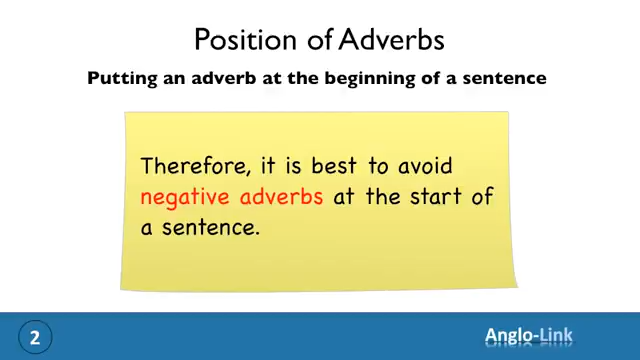 Position of Adverbs
Putting an adverb at the beginning of a sentence
Therefore, it is best to avoid
negative adverbs at the start of
a sentence.
2
Anglo-Link